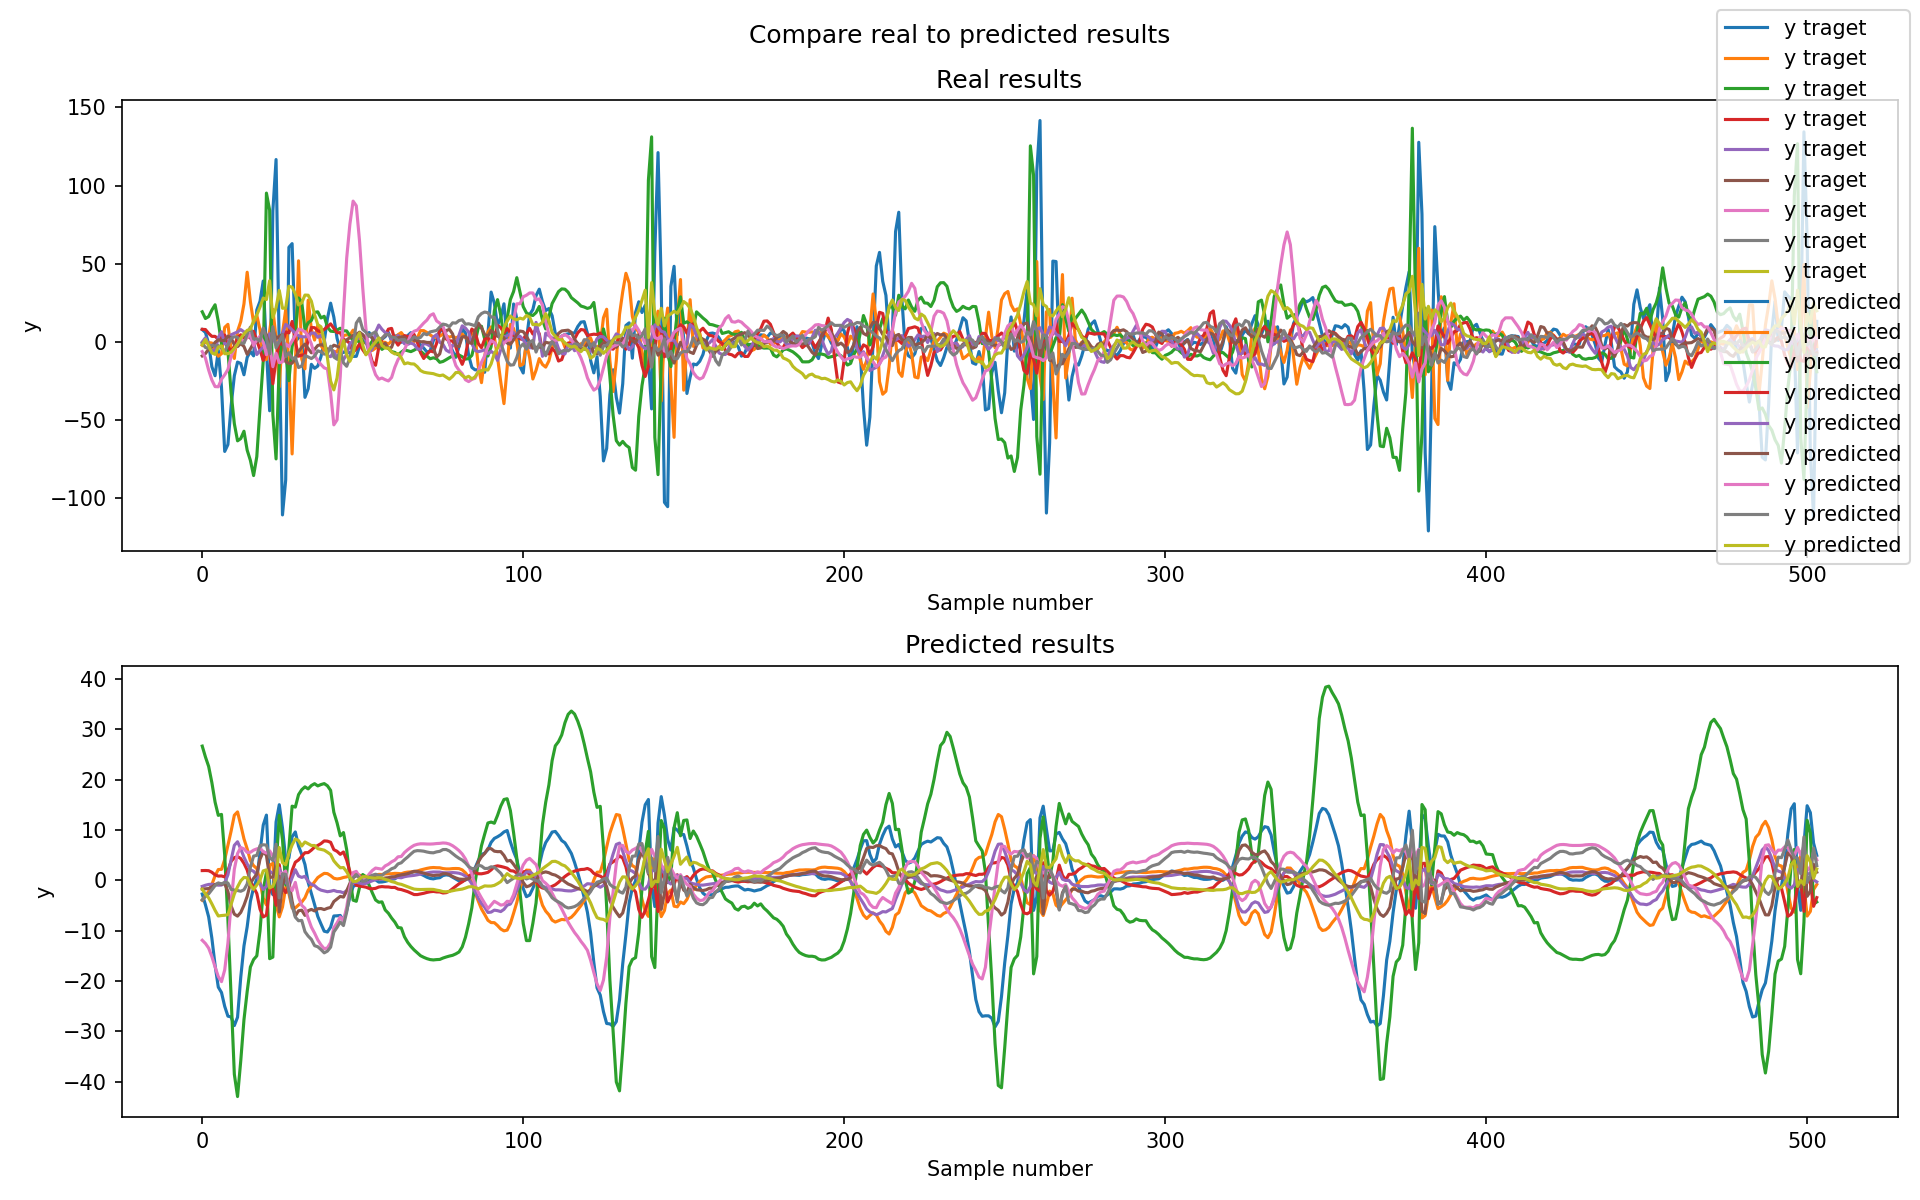 Compare real to predicted results
Real results
y traget
y traget
y traget
y traget
y traget
y traget
y traget
y traget
y traget
y predicted
y predicted
y predicted
y predicted
y predicted
y predicted
y predicted
y predicted
y predicted
150
100
50
0
−50
−100
y
0 100 200 300 400 500
Sample number
Predicted results
40
30
20
10
0
−10
−20
−30
−40
y
0 100 200 300 400 500
Sample number